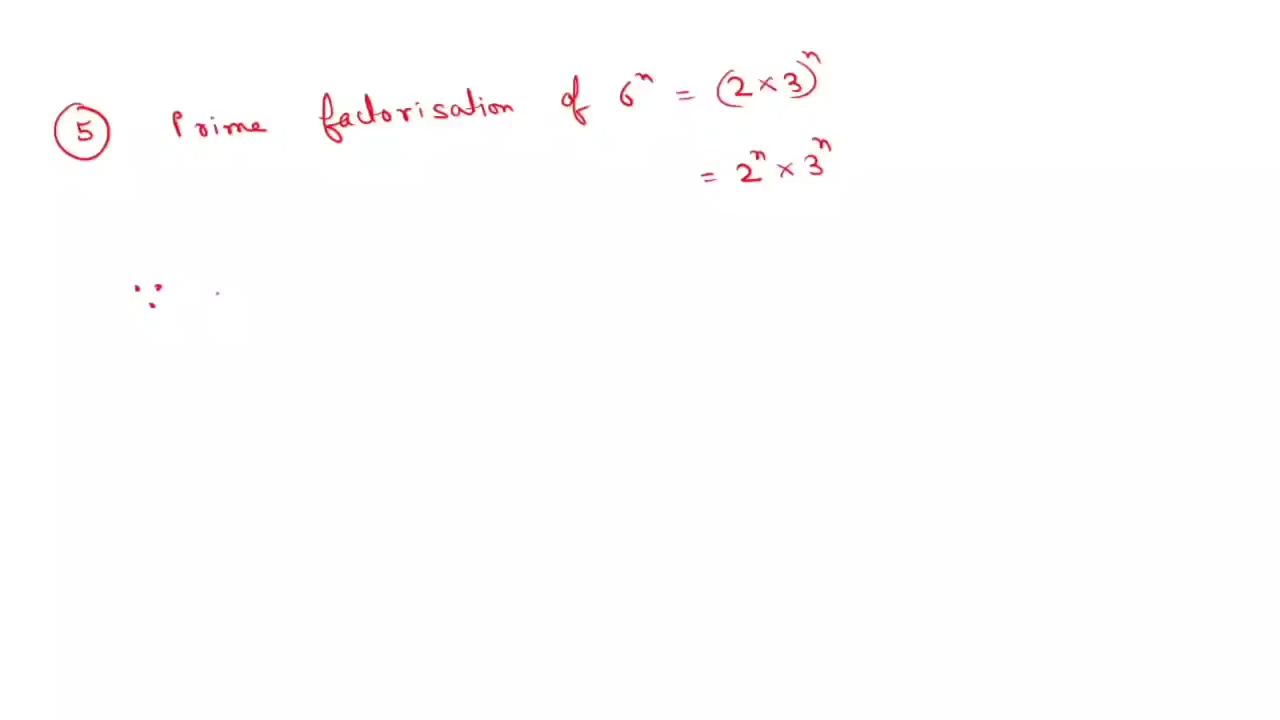 ⑤ Prime factorisation of 6ⁿ = (2 × 3)ⁿ
= 2ⁿ × 3ⁿ
∵